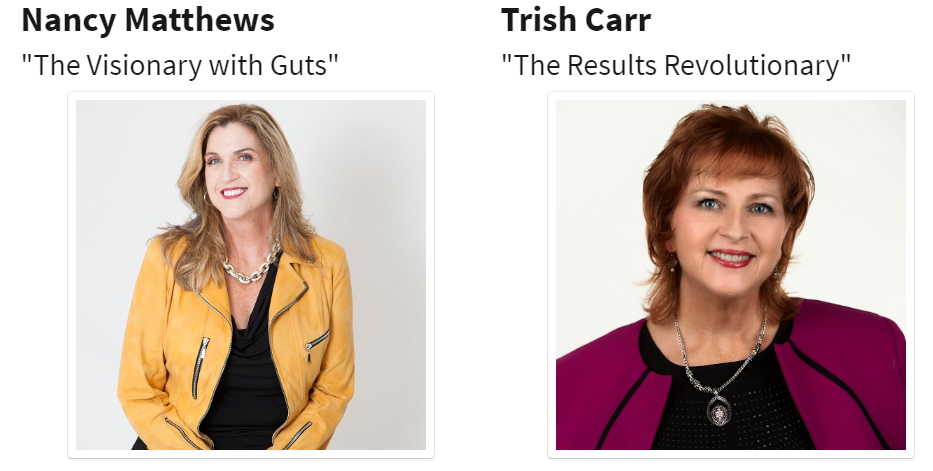 Nancy Matthews
"The Visionary with Guts"
Trish Carr
"The Results Revolutionary"